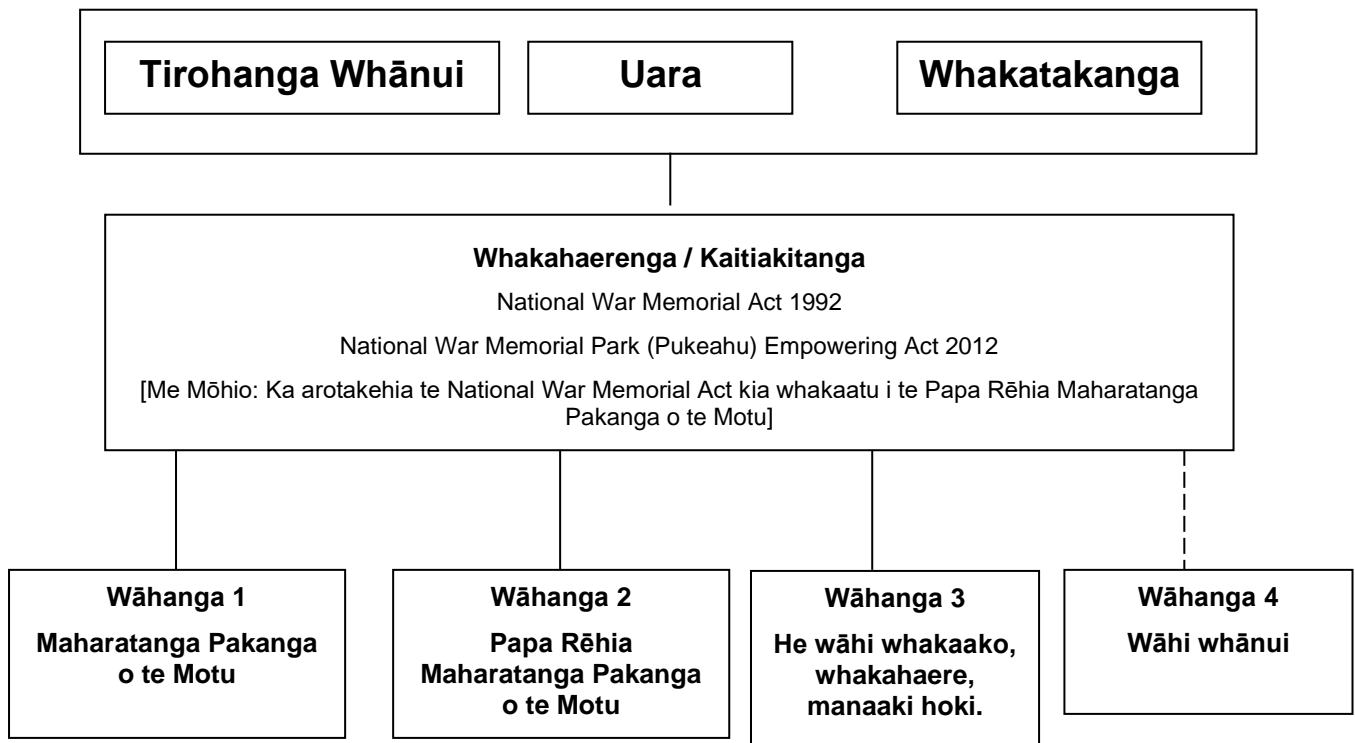 Tirohanga Whānui
Uara
Whakatakanga
Whakahaerenga / Kaitiakitanga
National War Memorial Act 1992
National War Memorial Park (Pukeahu) Empowering Act 2012
[Me Mōhio: Ka arotakehia te National War Memorial Act kia whakaatu i te Papa Rēhia Maharatanga
Pakanga o te Motu]
Wāhanga 1
Maharatanga Pakanga
o te Motu
Wāhanga 2
Papa Rēhia
Maharatanga Pakanga
o te Motu
Wāhanga 3
He wāhi whakaako,
whakahaere,
manaaki hoki.
Wāhanga 4
Wāhi whānui